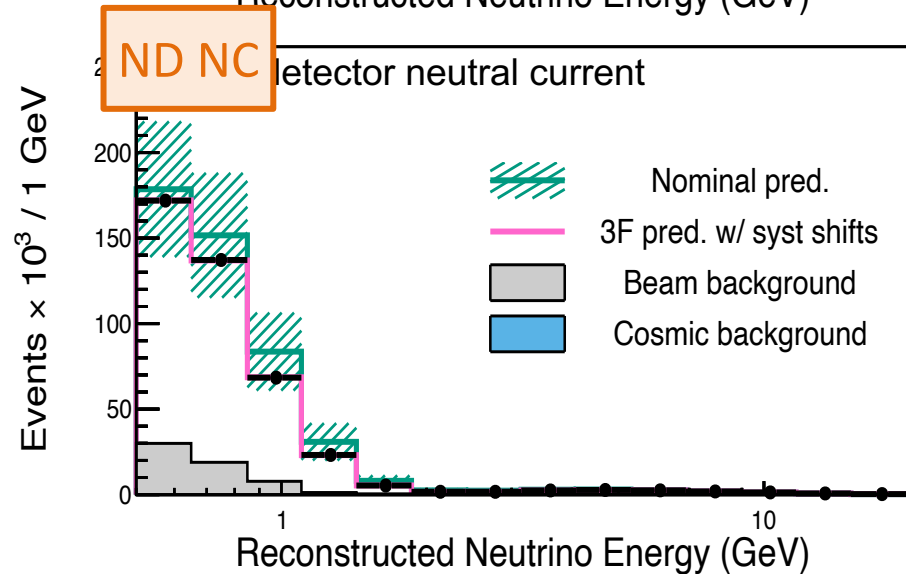 Reconstructed Neutrino Energy (GeV)
ND NC
detector neutral current
Events × 10³ / 1 GeV
200
150
100
50
0
Nominal pred.
3F pred. w/ syst shifts
Beam background
Cosmic background
1
10
Reconstructed Neutrino Energy (GeV)